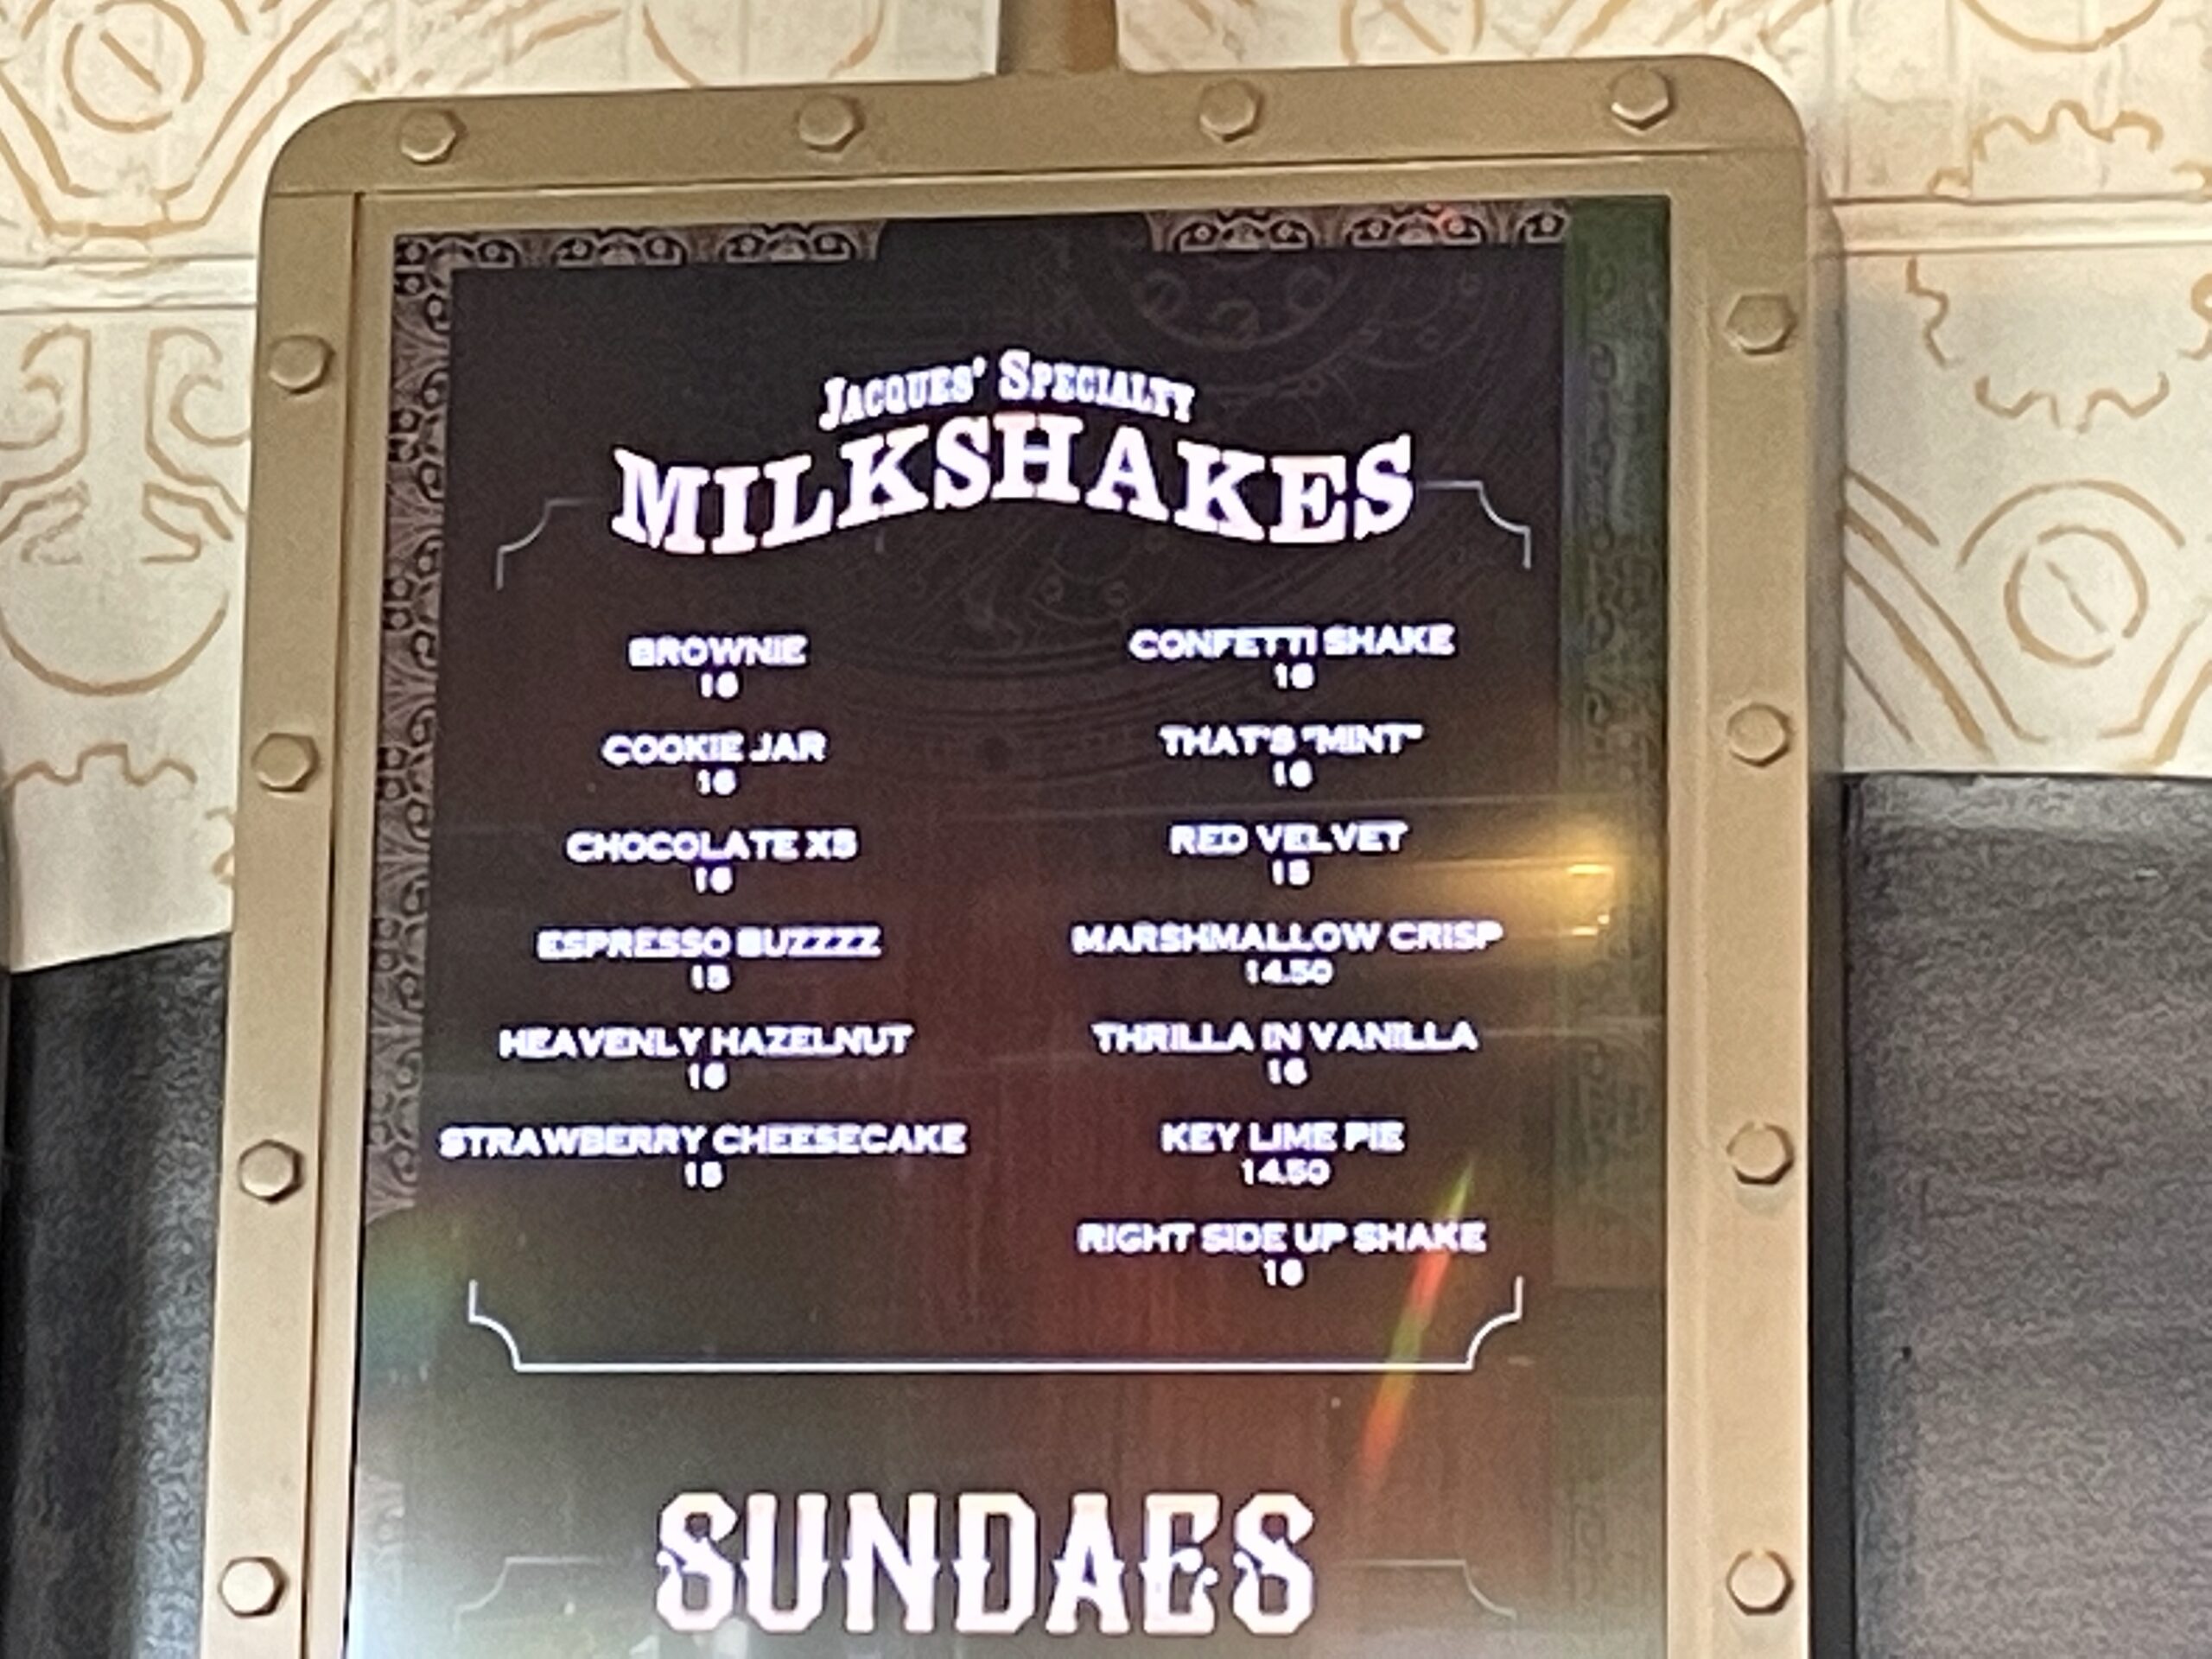 JACQUES' SPECIALTY
MILKSHAKES
BROWNIE
16
COOKIE JAR
16
CHOCOLATE X5
16
ESPRESSO BUZZZZ
15
HEAVENLY HAZELNUT
16
STRAWBERRY CHEESECAKE
15
CONFETTI SHAKE
16
THAT'S "MINT"
16
RED VELVET
15
MARSHMALLOW CRISP
14.50
THRILLA IN VANILLA
16
KEY LIME PIE
14.50
RIGHT SIDE UP SHAKE
16
SUNDAES